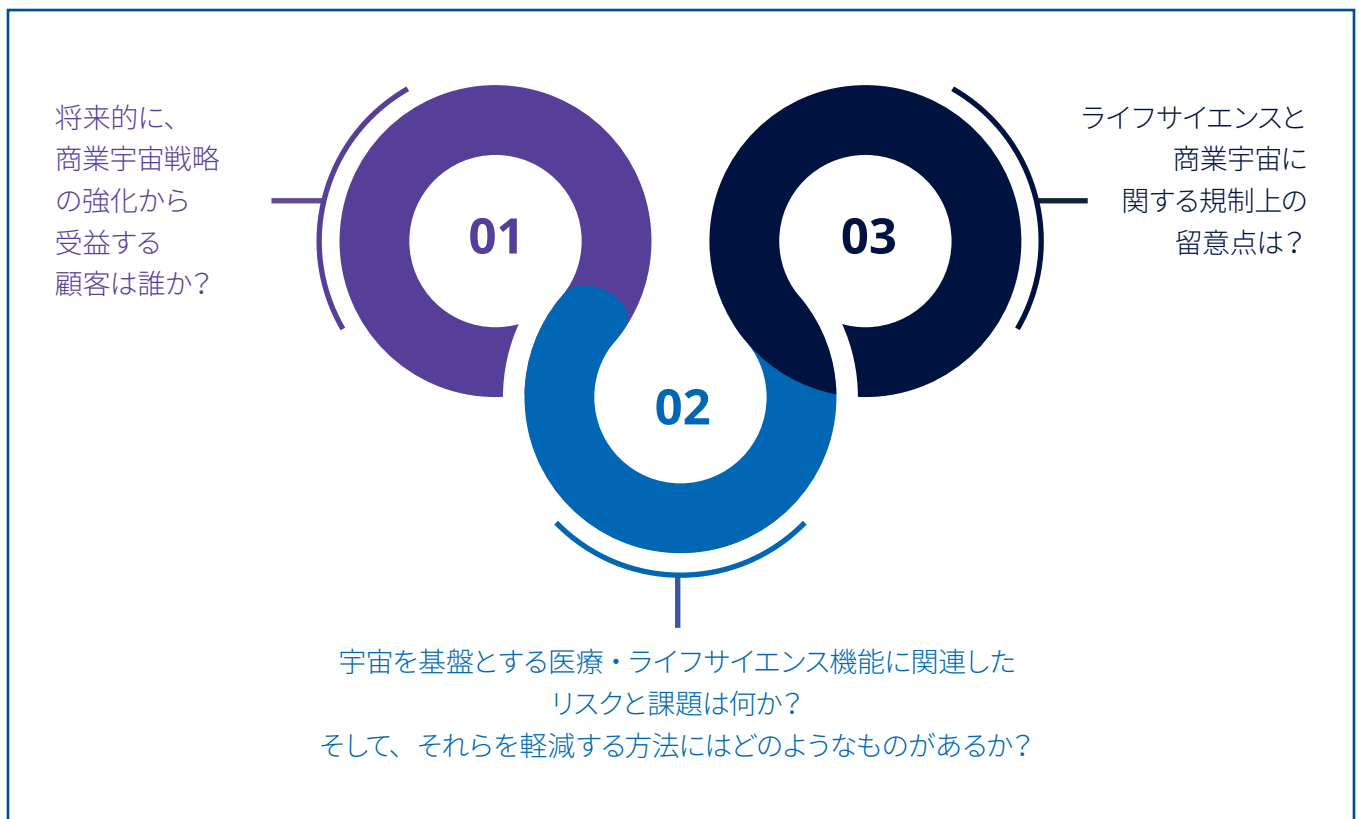 将来的に、
商業宇宙戦略
の強化から
受益する
顧客は誰か？
01
02
宇宙を基盤とする医療・ライフサイエンス機能に関連した
リスクと課題は何か？
そして、それらを軽減する方法にはどのようなものがあるか？
03
ライフサイエンスと
商業宇宙に
関する規制上の
留意点は？